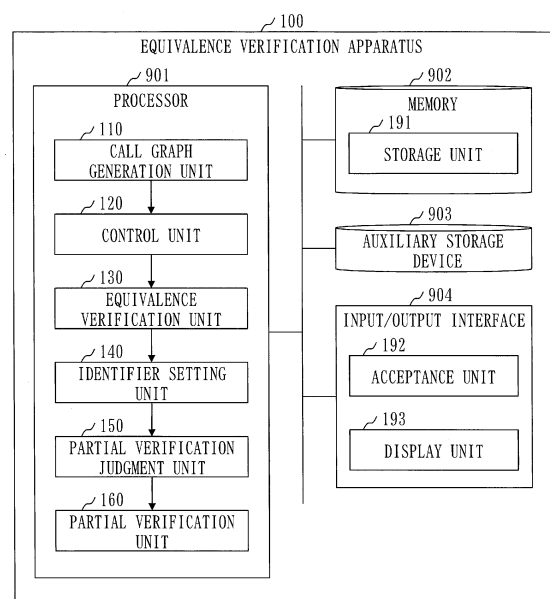 100
EQUIVALENCE VERIFICATION APPARATUS
901
PROCESSOR
110
CALL GRAPH
GENERATION UNIT
120
CONTROL UNIT
130
EQUIVALENCE
VERIFICATION UNIT
140
IDENTIFIER SETTING
UNIT
150
PARTIAL VERIFICATION
JUDGMENT UNIT
160
PARTIAL VERIFICATION
UNIT
902
MEMORY
191
STORAGE UNIT
903
AUXILIARY STORAGE
DEVICE
904
INPUT/OUTPUT INTERFACE
192
ACCEPTANCE UNIT
193
DISPLAY UNIT